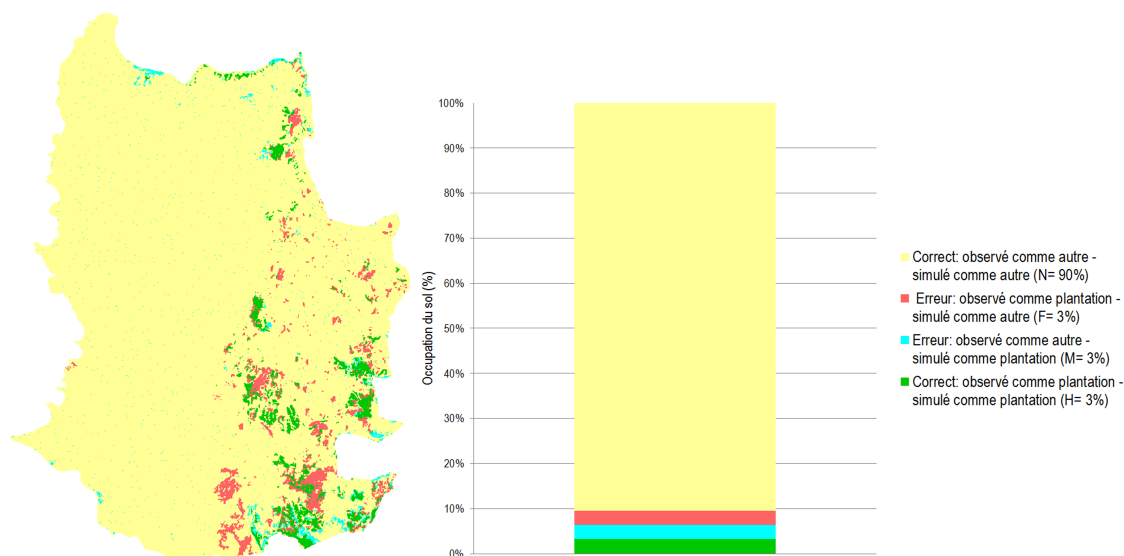 100%
90%
80%
70%
60%
50%
40%
30%
20%
10%
0%
Occupation du sol (%)
Correct: observé comme autre -
simulé comme autre (N= 90%)
Erreur: observé comme plantation -
simulé comme autre (F= 3%)
Erreur: observé comme autre -
simulé comme plantation (M= 3%)
Correct: observé comme plantation -
simulé comme plantation (H= 3%)